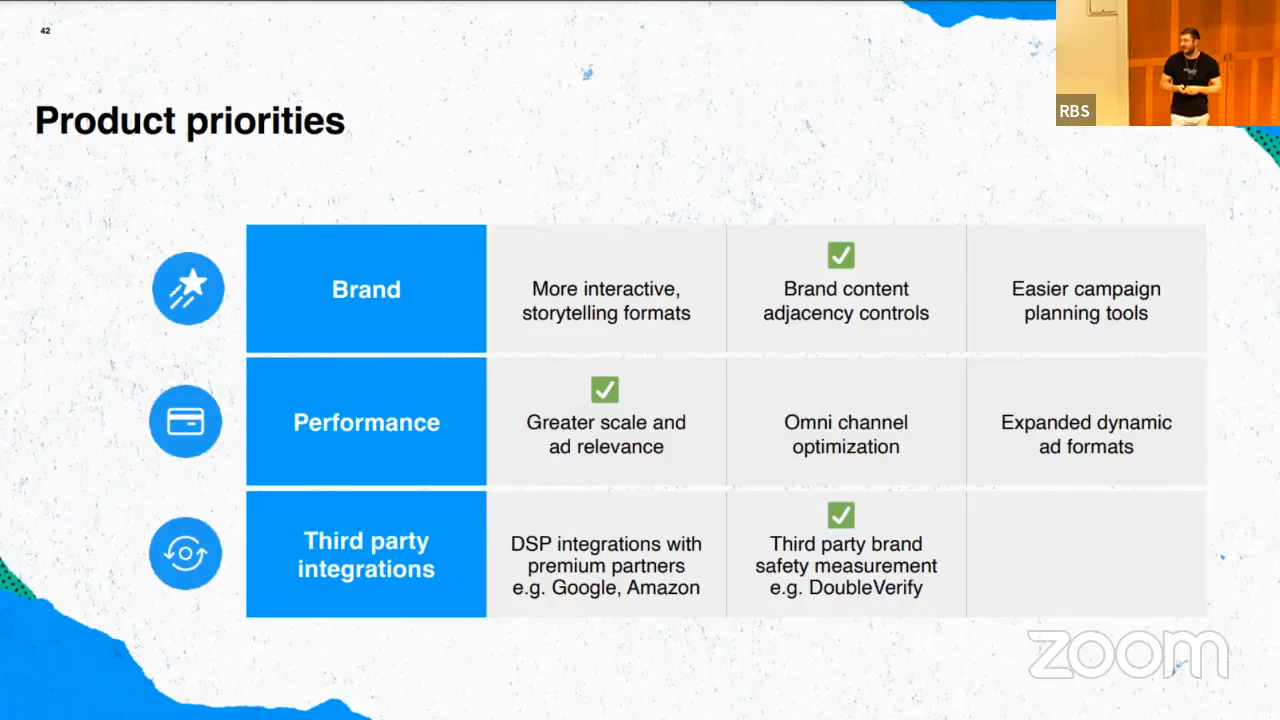 42
RBS
Product priorities
Brand
More interactive,
storytelling formats
Brand content
adjacency controls
Easier campaign
planning tools
Performance
Greater scale and
ad relevance
Omni channel
optimization
Expanded dynamic
ad formats
Third party
integrations
DSP integrations with
premium partners
e.g. Google, Amazon
Third party brand
safety measurement
e.g. DoubleVerify
zoom